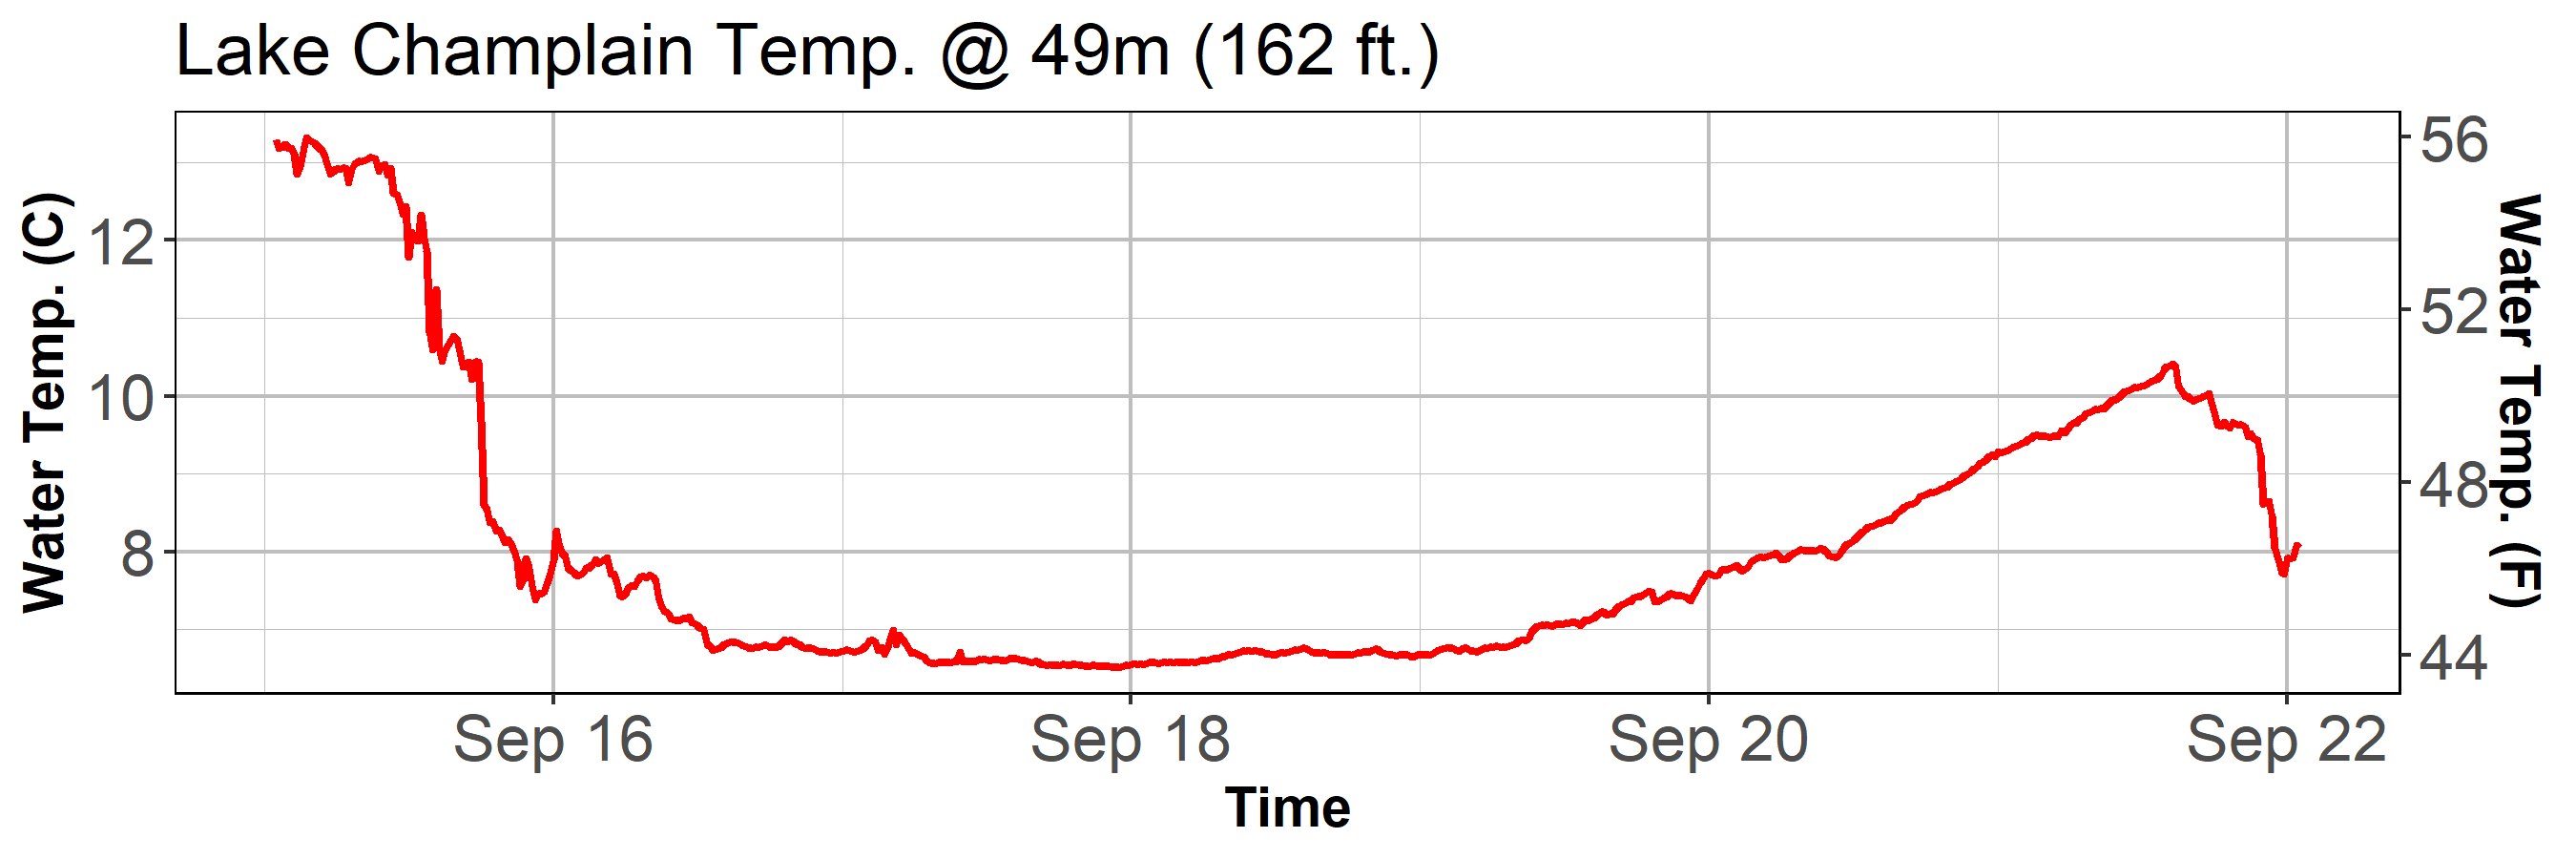 Lake Champlain Temp. @ 49m (162 ft.)
Water Temp. (C)
12
10
8
56
52
48
44
Water Temp. (F)
Sep 16 Sep 18 Sep 20 Sep 22
Time